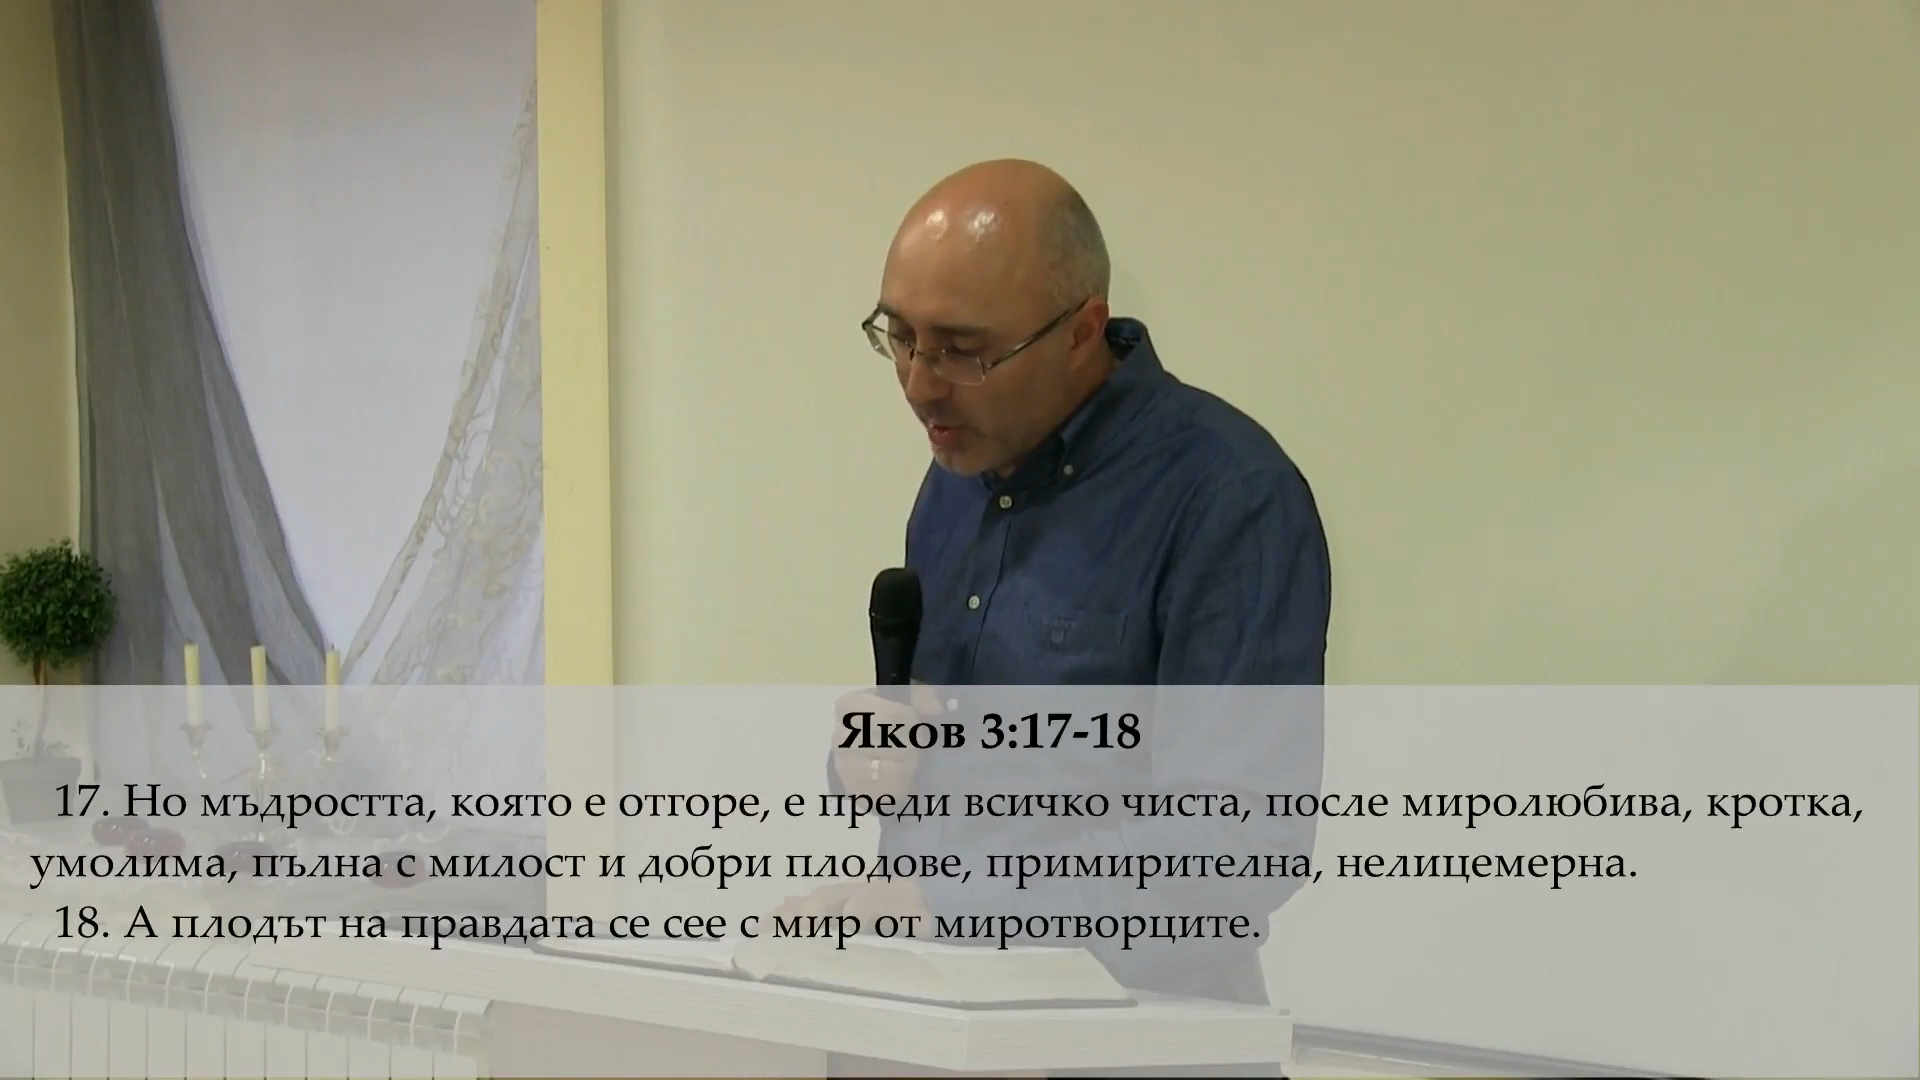 Яков 3:17-18
17. Но мъдростта, която е отгоре, е преди всичко чиста, после миролюбива, кротка,
умолима, пълна с милост и добри плодове, примирителна, нелицемерна.
18. А плодът на правдата се сее с мир от миротворците.